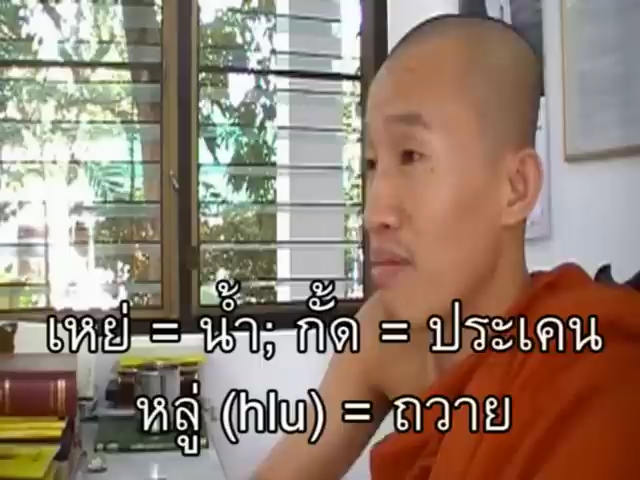 เหย่ = น้ำ; กั้ด = ประเคน
หลู่ (hlu) = ถวาย